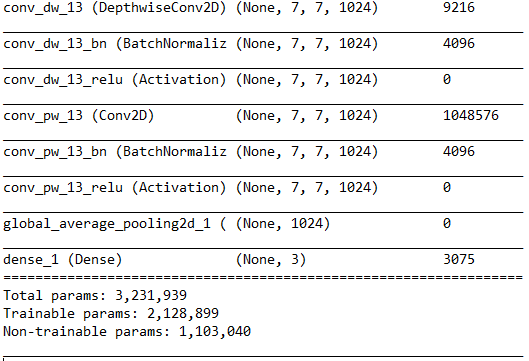 conv_dw_13 (DepthwiseConv2D) (None, 7, 7, 1024) 9216
conv_dw_13_bn (BatchNormaliz (None, 7, 7, 1024) 4096
conv_dw_13_relu (Activation) (None, 7, 7, 1024) 0
conv_pw_13 (Conv2D) (None, 7, 7, 1024) 1048576
conv_pw_13_bn (BatchNormaliz (None, 7, 7, 1024) 4096
conv_pw_13_relu (Activation) (None, 7, 7, 1024) 0
global_average_pooling2d_1 ( (None, 1024) 0
dense_1 (Dense) (None, 3) 3075
=================================================================
Total params: 3,231,939
Trainable params: 2,128,899
Non-trainable params: 1,103,040